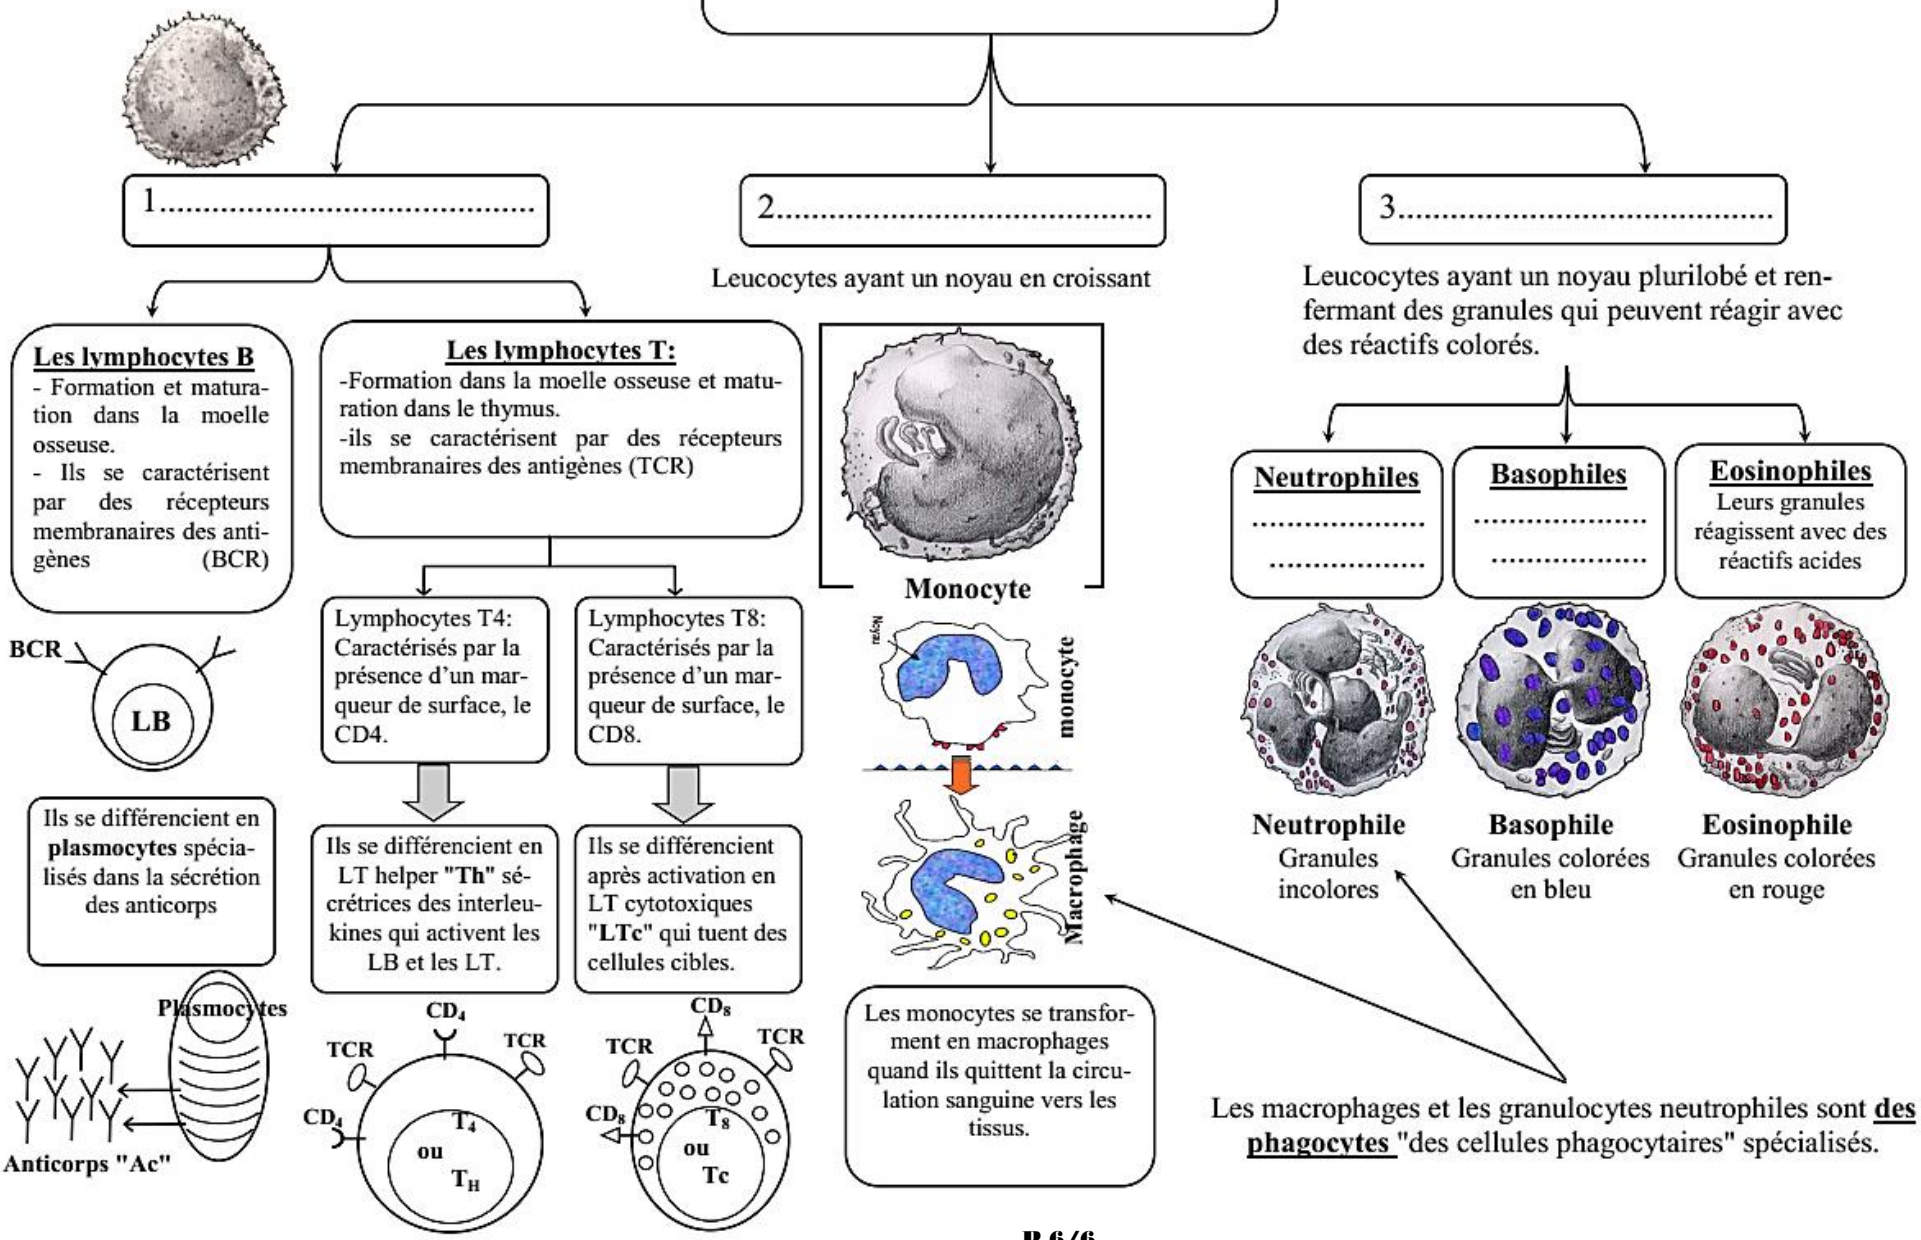 1............................................
2............................................
3............................................
Leucocytes ayant un noyau en croissant
Leucocytes ayant un noyau plurilobé et ren-
fermant des granules qui peuvent réagir avec
des réactifs colorés.
Les lymphocytes B
- Formation et matura-
tion dans la moelle
osseuse.
- Ils se caractérisent
par des récepteurs
membranaires des anti-
gènes (BCR)
Les lymphocytes T:
-Formation dans la moelle osseuse et matu-
ration dans le thymus.
-ils se caractérisent par des récepteurs
membranaires des antigènes (TCR)
Monocyte
Neutrophiles
....................
..................
Basophiles
....................
..................
Eosinophiles
Leurs granules
réagissent avec des
réactifs acides
BCR
LB
Lymphocytes T4:
Caractérisés par la
présence d'un mar-
queur de surface, le
CD4.
Lymphocytes T8:
Caractérisés par la
présence d'un mar-
queur de surface, le
CD8.
Noyau
monocyte
Macrophage
Neutrophile
Granules
incolores
Basophile
Granules colorées
en bleu
Eosinophile
Granules colorées
en rouge
Ils se différencient en
plasmocytes spécia-
lisés dans la sécrétion
des anticorps
Ils se différencient en
LT helper "Th" sé-
crétrices des interleu-
kines qui activent les
LB et les LT.
Ils se différencient
après activation en
LT cytotoxiques
"LTc" qui tuent des
cellules cibles.
Plasmocytes
Anticorps "Ac"
CD4
TCR
TCR
CD4
T4
ou
TH
CD8
TCR
TCR
CD8
T8
ou
Tc
Les monocytes se transfor-
ment en macrophages
quand ils quittent la circu-
lation sanguine vers les
tissus.
Les macrophages et les granulocytes neutrophiles sont des
phagocytes "des cellules phagocytaires" spécialisés.
P 6/6